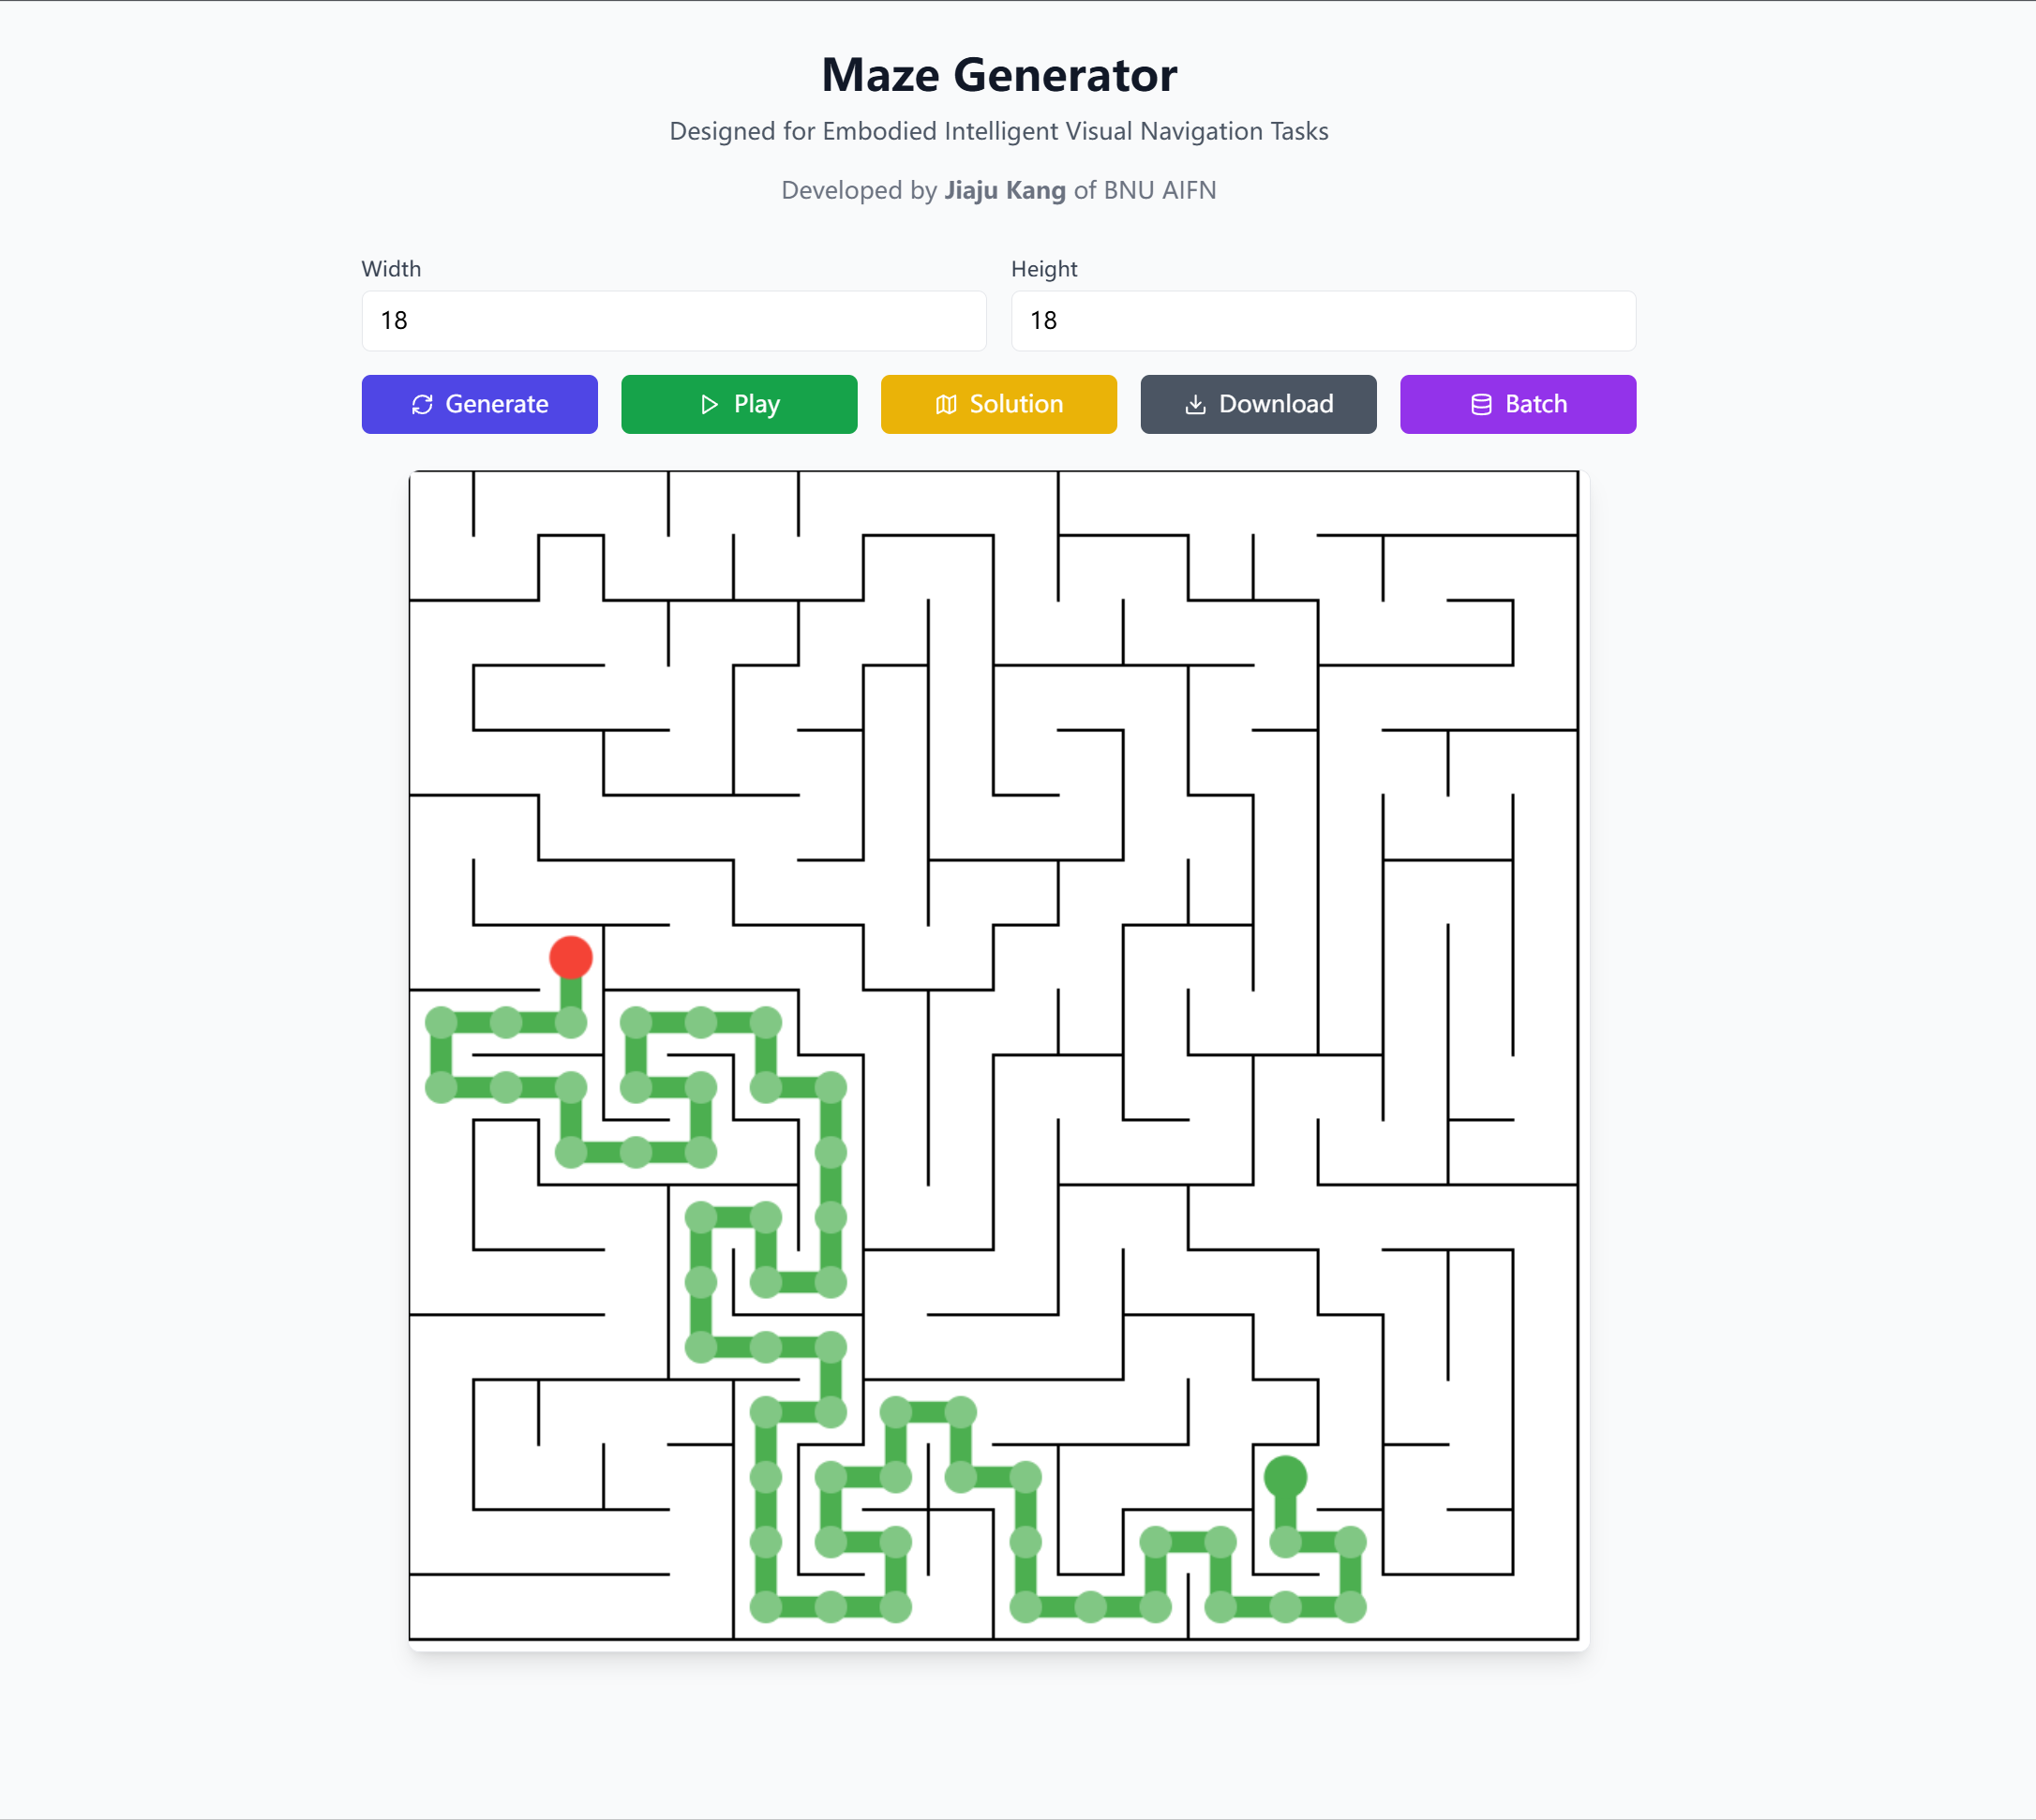 Maze Generator
Designed for Embodied Intelligent Visual Navigation Tasks
Developed by Jiaju Kang of BNU AIFN
Width
Height
18
18
Generate
Play
Solution
Download
Batch